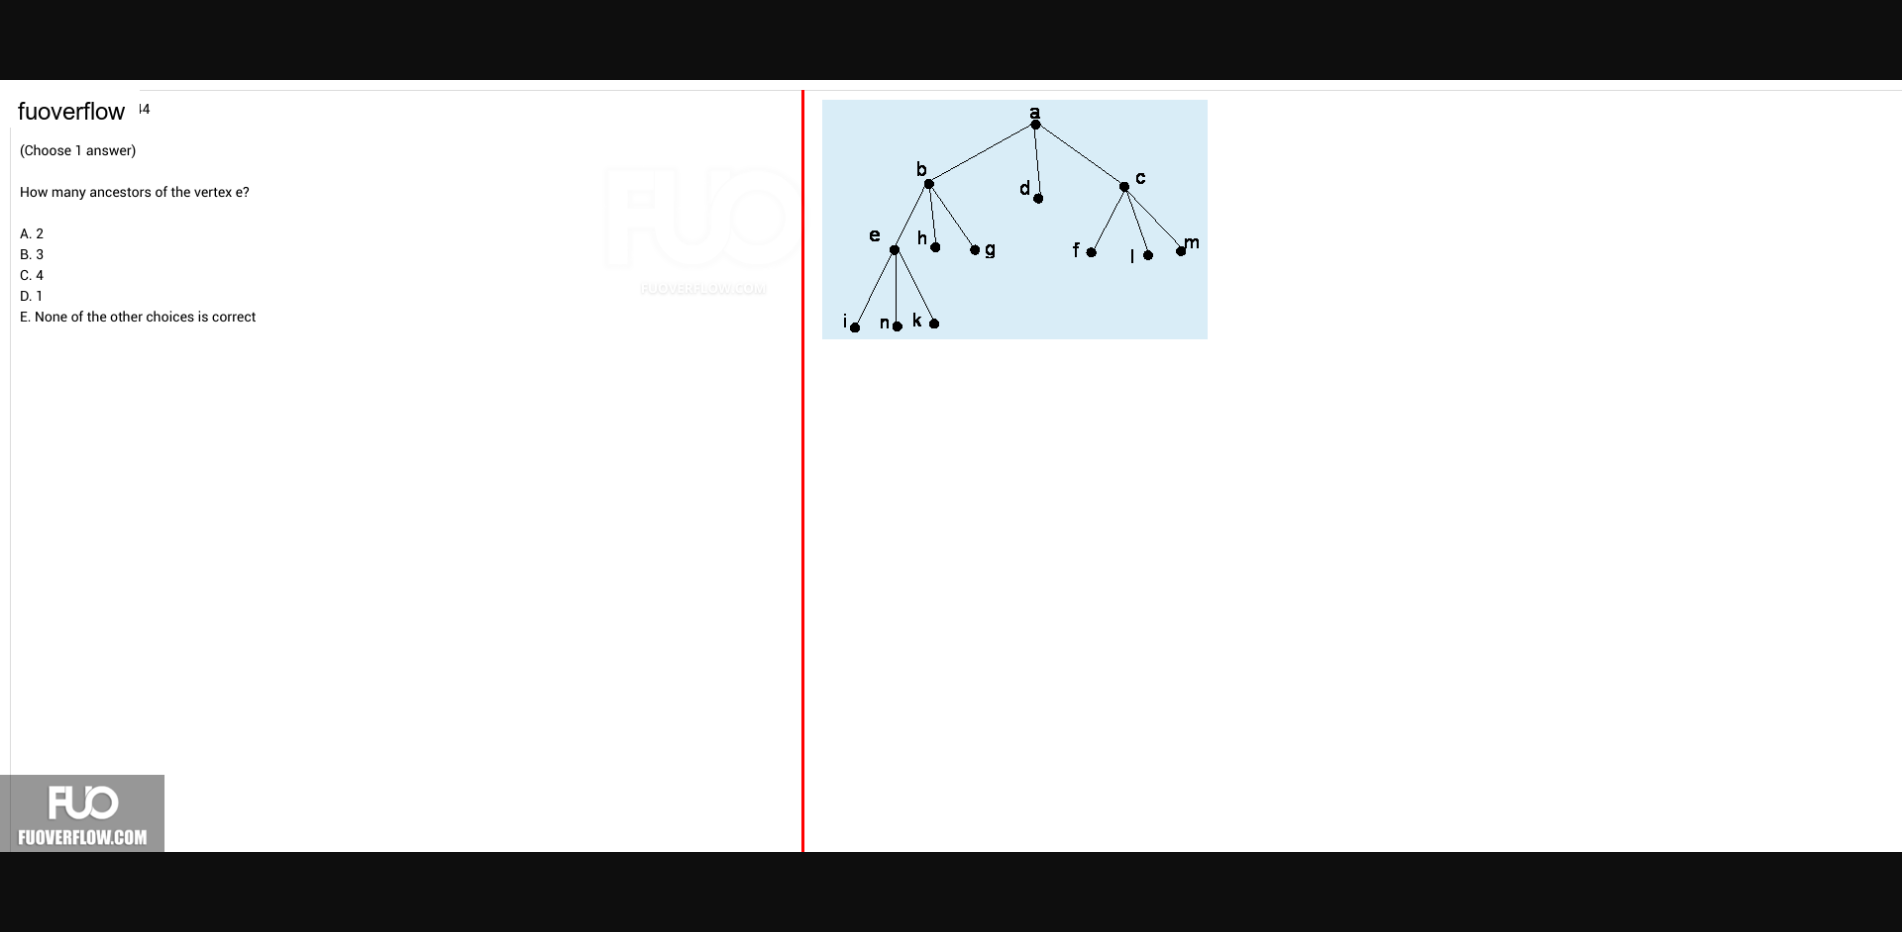 fuoverflow 14
(Choose 1 answer)
How many ancestors of the vertex e?
A. 2
B. 3
C. 4
D. 1
E. None of the other choices is correct
FUO
FUOVERFLOW.COM
a
b
d
c
e
h
g
f
l
m
i
n
k
FUO
FUOVERFLOW.COM